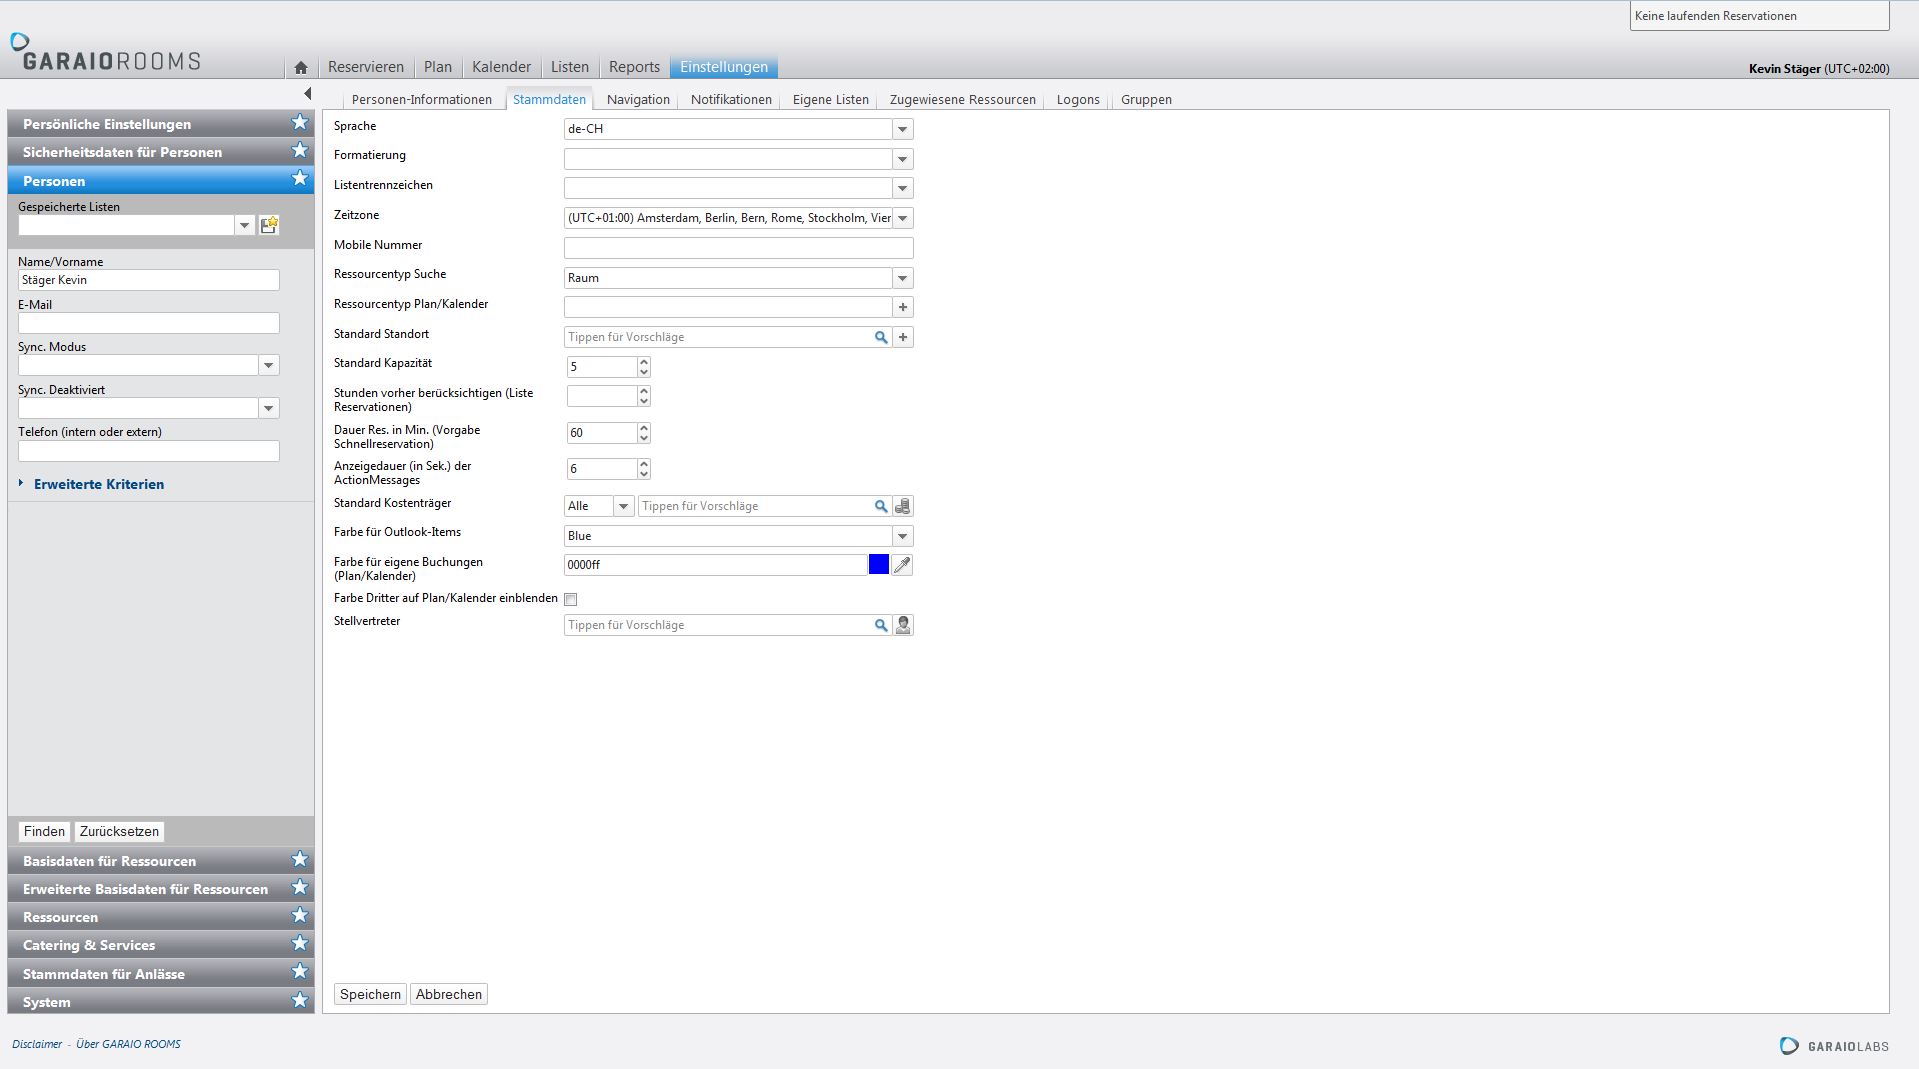 Keine laufenden Reservationen
GARAIOROOMS
Reservieren
Plan
Kalender
Listen
Reports
Einstellungen
Kevin Stäger (UTC+02:00)
Personen-Informationen
Stammdaten
Navigation
Notifikationen
Eigene Listen
Zugewiesene Ressourcen
Logons
Gruppen
Persönliche Einstellungen
Sicherheitsdaten für Personen
Personen
Gespeicherte Listen
Name/Vorname
Stäger Kevin
E-Mail
Sync. Modus
Sync. Deaktiviert
Telefon (intern oder extern)
Erweiterte Kriterien
Finden
Zurücksetzen
Basisdaten für Ressourcen
Erweiterte Basisdaten für Ressourcen
Ressourcen
Catering & Services
Stammdaten für Anlässe
System
Sprache
de-CH
Formatierung
Listentrennzeichen
Zeitzone
(UTC+01:00) Amsterdam, Berlin, Bern, Rome, Stockholm, Vier
Mobile Nummer
Ressourcentyp Suche
Raum
Ressourcentyp Plan/Kalender
Standard Standort
Tippen für Vorschläge
Standard Kapazität
5
Stunden vorher berücksichtigen (Liste
Reservationen)
Dauer Res. in Min. (Vorgabe
Schnellreservation)
60
Anzeigedauer (in Sek.) der
ActionMessages
6
Standard Kostenträger
Alle
Tippen für Vorschläge
Farbe für Outlook-Items
Blue
Farbe für eigene Buchungen
(Plan/Kalender)
0000ff
Farbe Dritter auf Plan/Kalender einblenden
Stellvertreter
Tippen für Vorschläge
Speichern
Abbrechen
Disclaimer - Über GARAIO ROOMS
GARAIOLABS